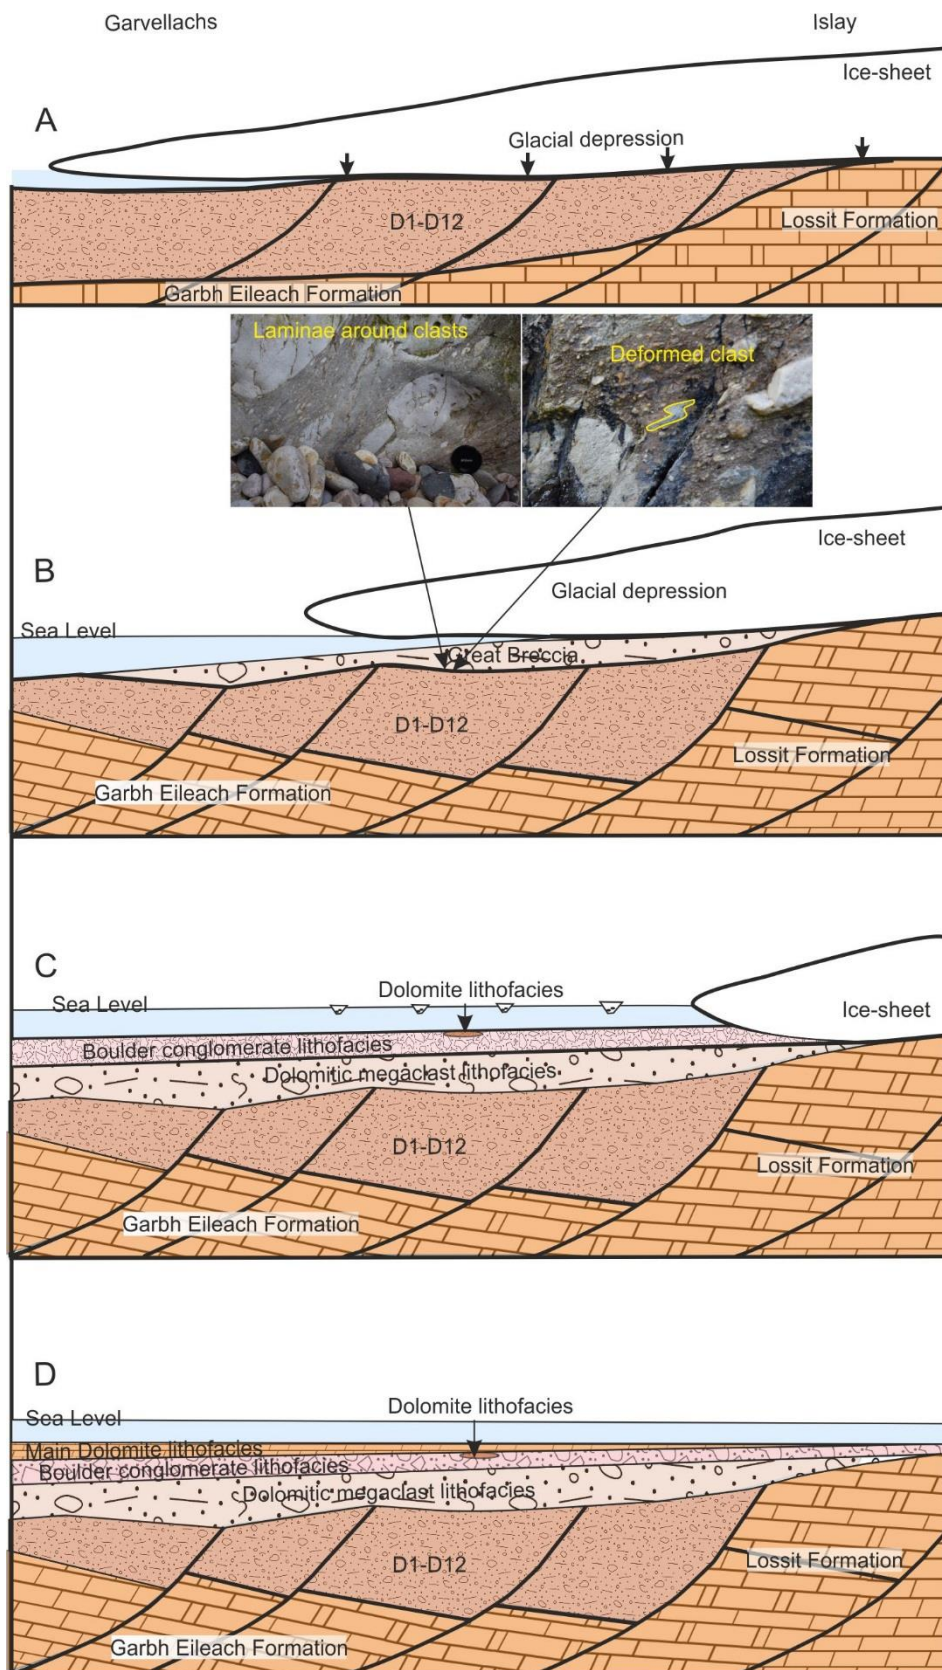 Garvellachs
Islay
Ice-sheet
A
Glacial depression
D1-D12
Lossit Formation
Garbh Eileach Formation
Laminae around clasts
Deformed clast
B
Ice-sheet
Glacial depression
Sea Level
Great Breccia
D1-D12
Lossit Formation
Garbh Eileach Formation
C
Dolomite lithofacies
Sea Level
Ice-sheet
Boulder conglomerate lithofacies
Dolomitic megaclast lithofacies
D1-D12
Lossit Formation
Garbh Eileach Formation
D
Dolomite lithofacies
Sea Level
Main Dolomite lithofacies
Boulder conglomerate lithofacies
Dolomitic megaclast lithofacies
D1-D12
Lossit Formation
Garbh Eileach Formation